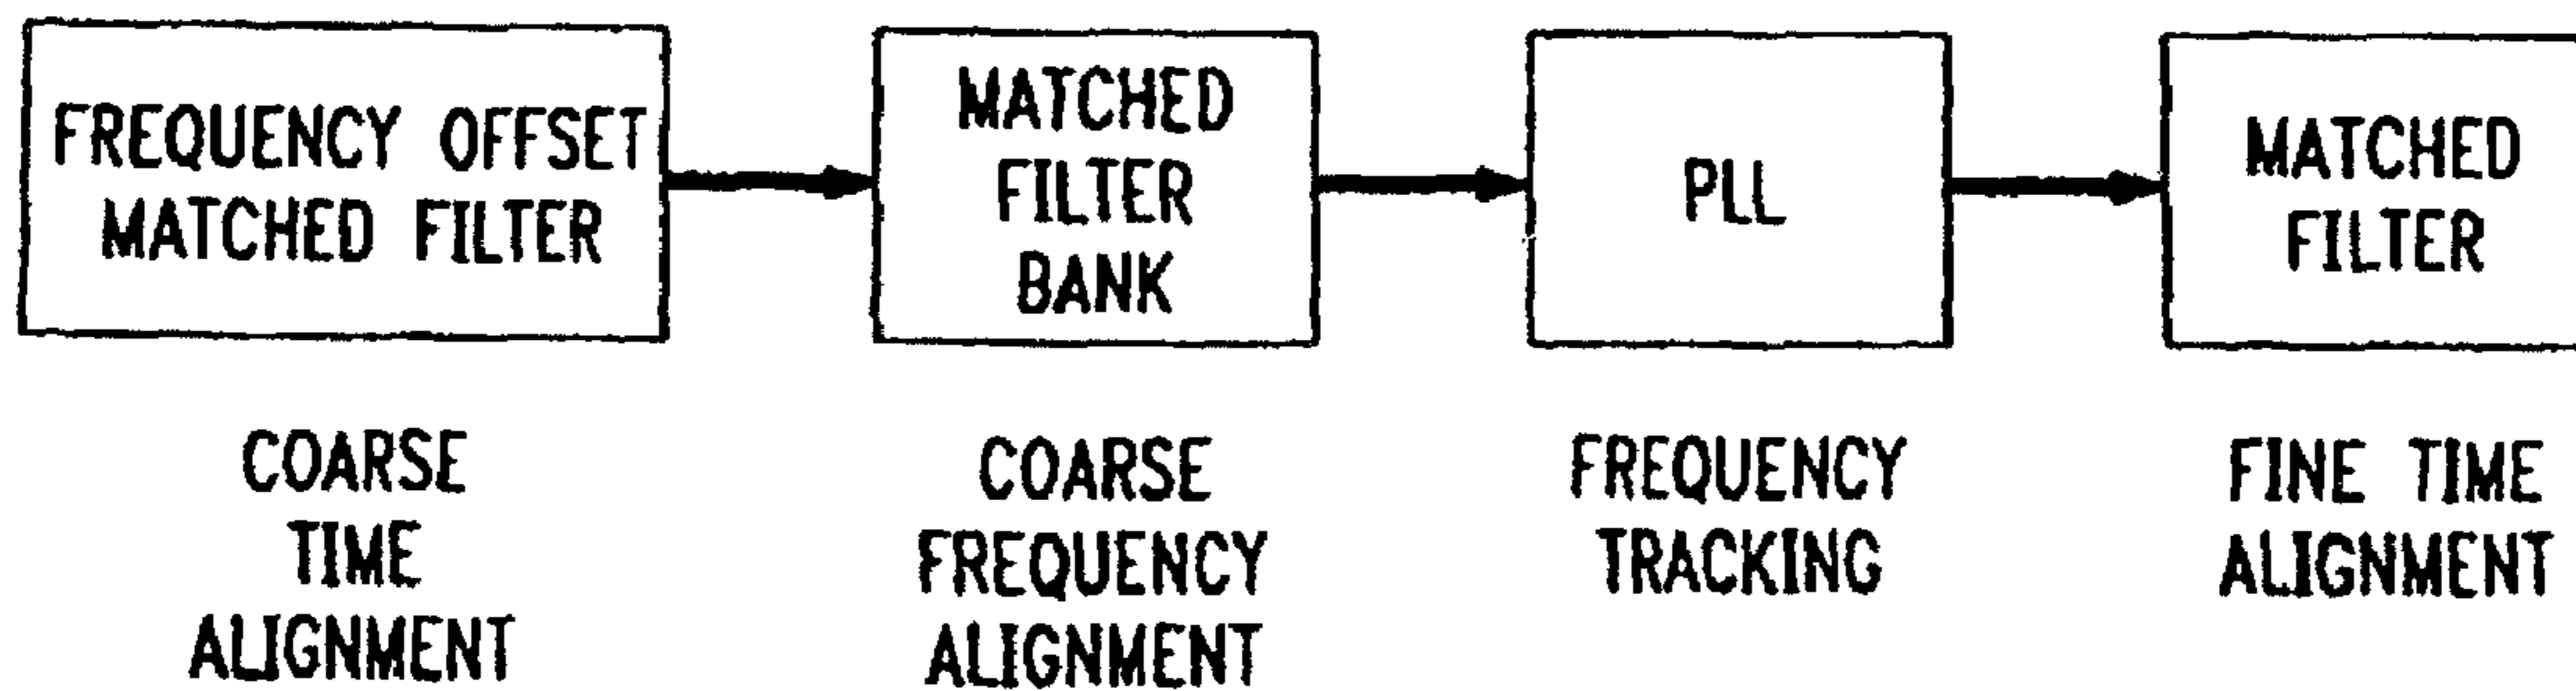 FREQUENCY OFFSET
MATCHED FILTER
MATCHED
FILTER
BANK
PLL
MATCHED
FILTER
COARSE
TIME
ALIGNMENT
COARSE
FREQUENCY
ALIGNMENT
FREQUENCY
TRACKING
FINE TIME
ALIGNMENT